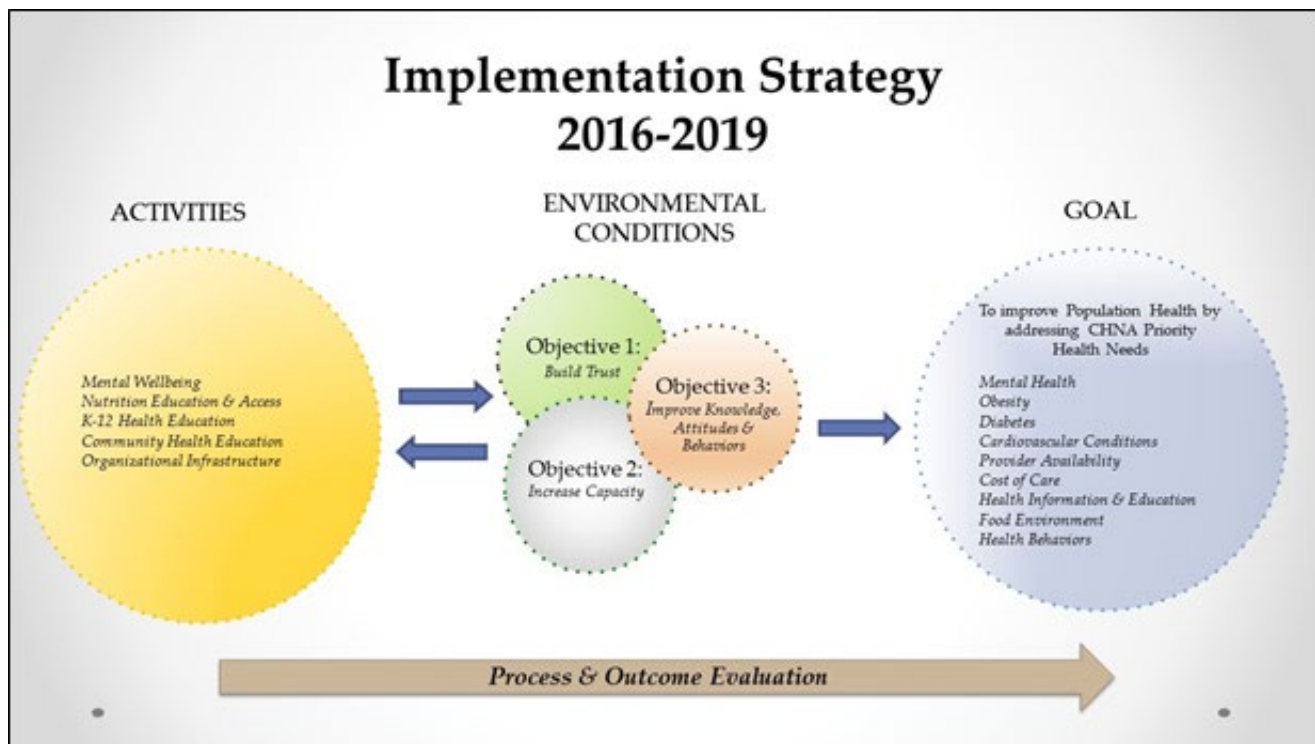 Implementation Strategy
2016-2019
ACTIVITIES
Mental Wellbeing
Nutrition Education & Access
K-12 Health Education
Community Health Education
Organizational Infrastructure
ENVIRONMENTAL
CONDITIONS
Objective 1:
Build Trust
Objective 2:
Increase Capacity
Objective 3:
Improve Knowledge,
Attitudes &
Behaviors
GOAL
To improve Population Health by
addressing CHNA Priority
Health Needs
Mental Health
Obesity
Diabetes
Cardiovascular Conditions
Provider Availability
Cost of Care
Health Information & Education
Food Environment
Health Behaviors
Process & Outcome Evaluation